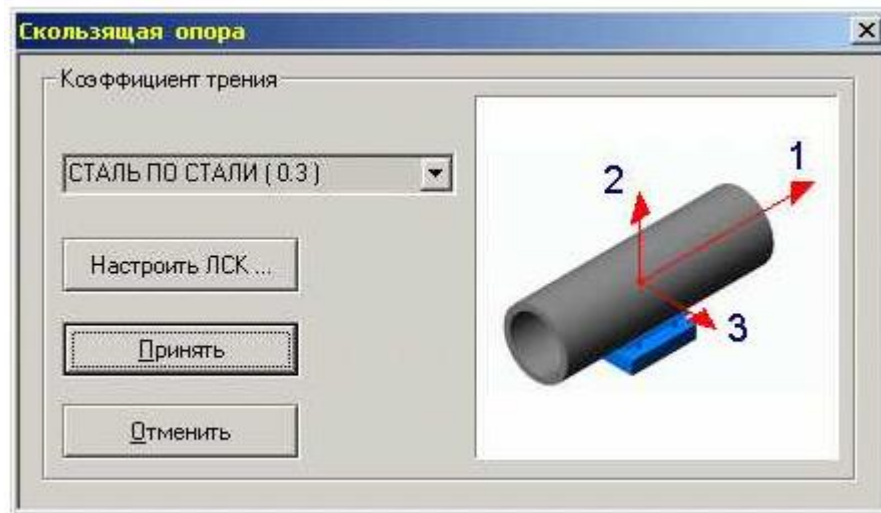 Скользящая опора
Коэффициент трения
СТАЛЬ ПО СТАЛИ ( 0.3 )
Настроить ЛСК ...
Принять
Отменить
1
2
3